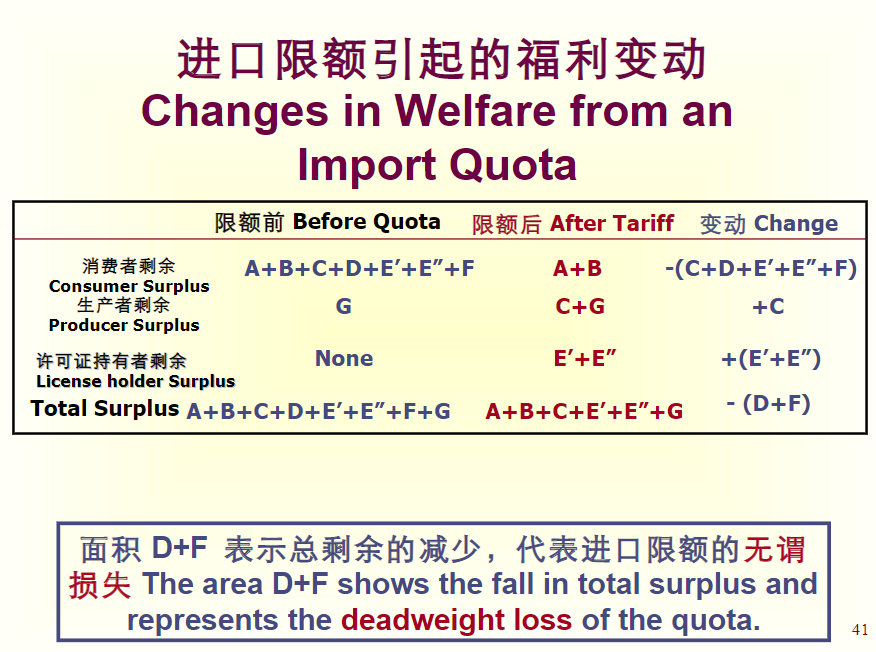 进口限额引起的福利变动
Changes in Welfare from an
Import Quota
限额前 Before Quota 限额后 After Tariff 变动 Change
消费者剩余
Consumer Surplus
A+B+C+D+E′+E″+F A+B -(C+D+E′+E″+F)
生产者剩余
Producer Surplus
G C+G +C
许可证持有者剩余
License holder Surplus
None E′+E″ +(E′+E″)
Total Surplus A+B+C+D+E′+E″+F+G A+B+C+E′+E″+G - (D+F)
面积 D+F 表示总剩余的减少，代表进口限额的无谓
损失 The area D+F shows the fall in total surplus and
represents the deadweight loss of the quota.
41